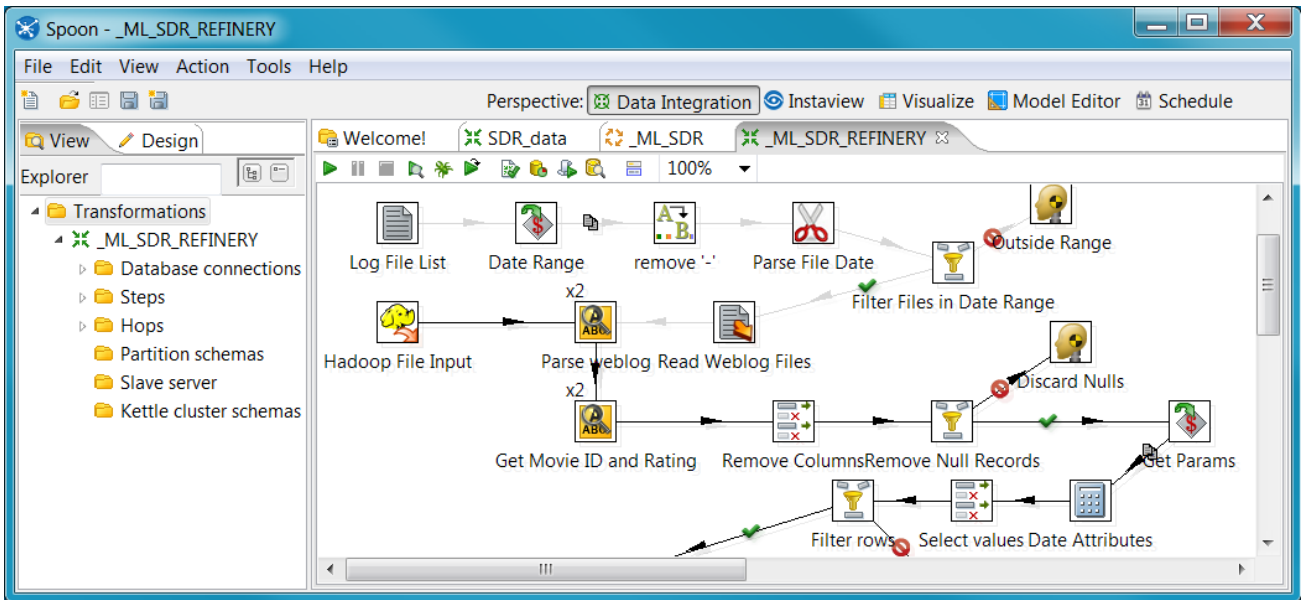 Spoon - _ML_SDR_REFINERY
File Edit View Action Tools Help
Perspective: Data Integration Instaview Visualize Model Editor 31 Schedule
View Design
Explorer
Transformations
_ML_SDR_REFINERY
Database connections
Steps
Hops
Partition schemas
Slave server
Kettle cluster schemas
Welcome! SDR_data _ML_SDR _ML_SDR_REFINERY
100%
Outside Range
Log File List Date Range remove '-' Parse File Date
Filter Files in Date Range
x2
Hadoop File Input Parse weblog Read Weblog Files
Discard Nulls
x2
Get Movie ID and Rating Remove Columns Remove Null Records Get Params
Filter rows Select values Date Attributes